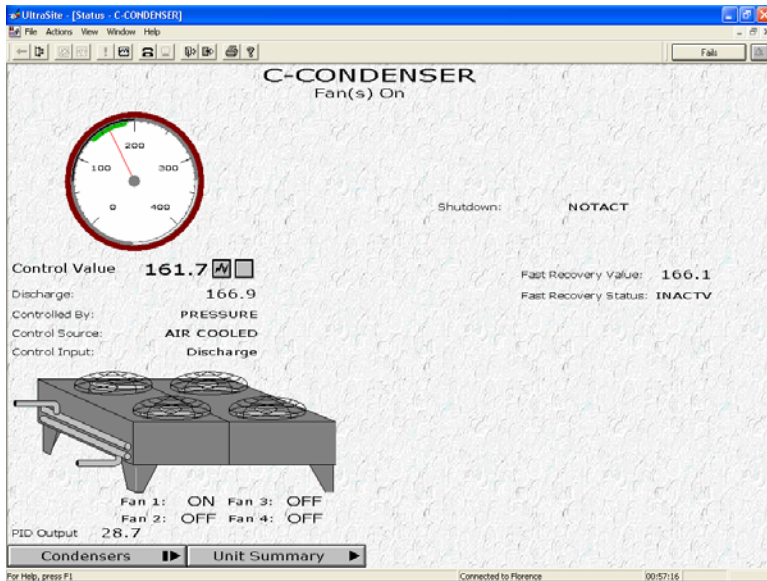 UltraSite - [Status - C-CONDENSER]
File Actions View Window Help
Fails
C-CONDENSER
Fan(s) On
200
100 300
0 400
Shutdown: NOTACT
Control Value 161.7
Fast Recovery Value: 166.1
Discharge: 166.9
Fast Recovery Status: INACTV
Controlled By: PRESSURE
Control Source: AIR COOLED
Control Input: Discharge
Fan 1: ON Fan 3: OFF
Fan 2: OFF Fan 4: OFF
PID Output 28.7
Condensers Unit Summary
For Help, press F1 Connected to Florence 00:57:16